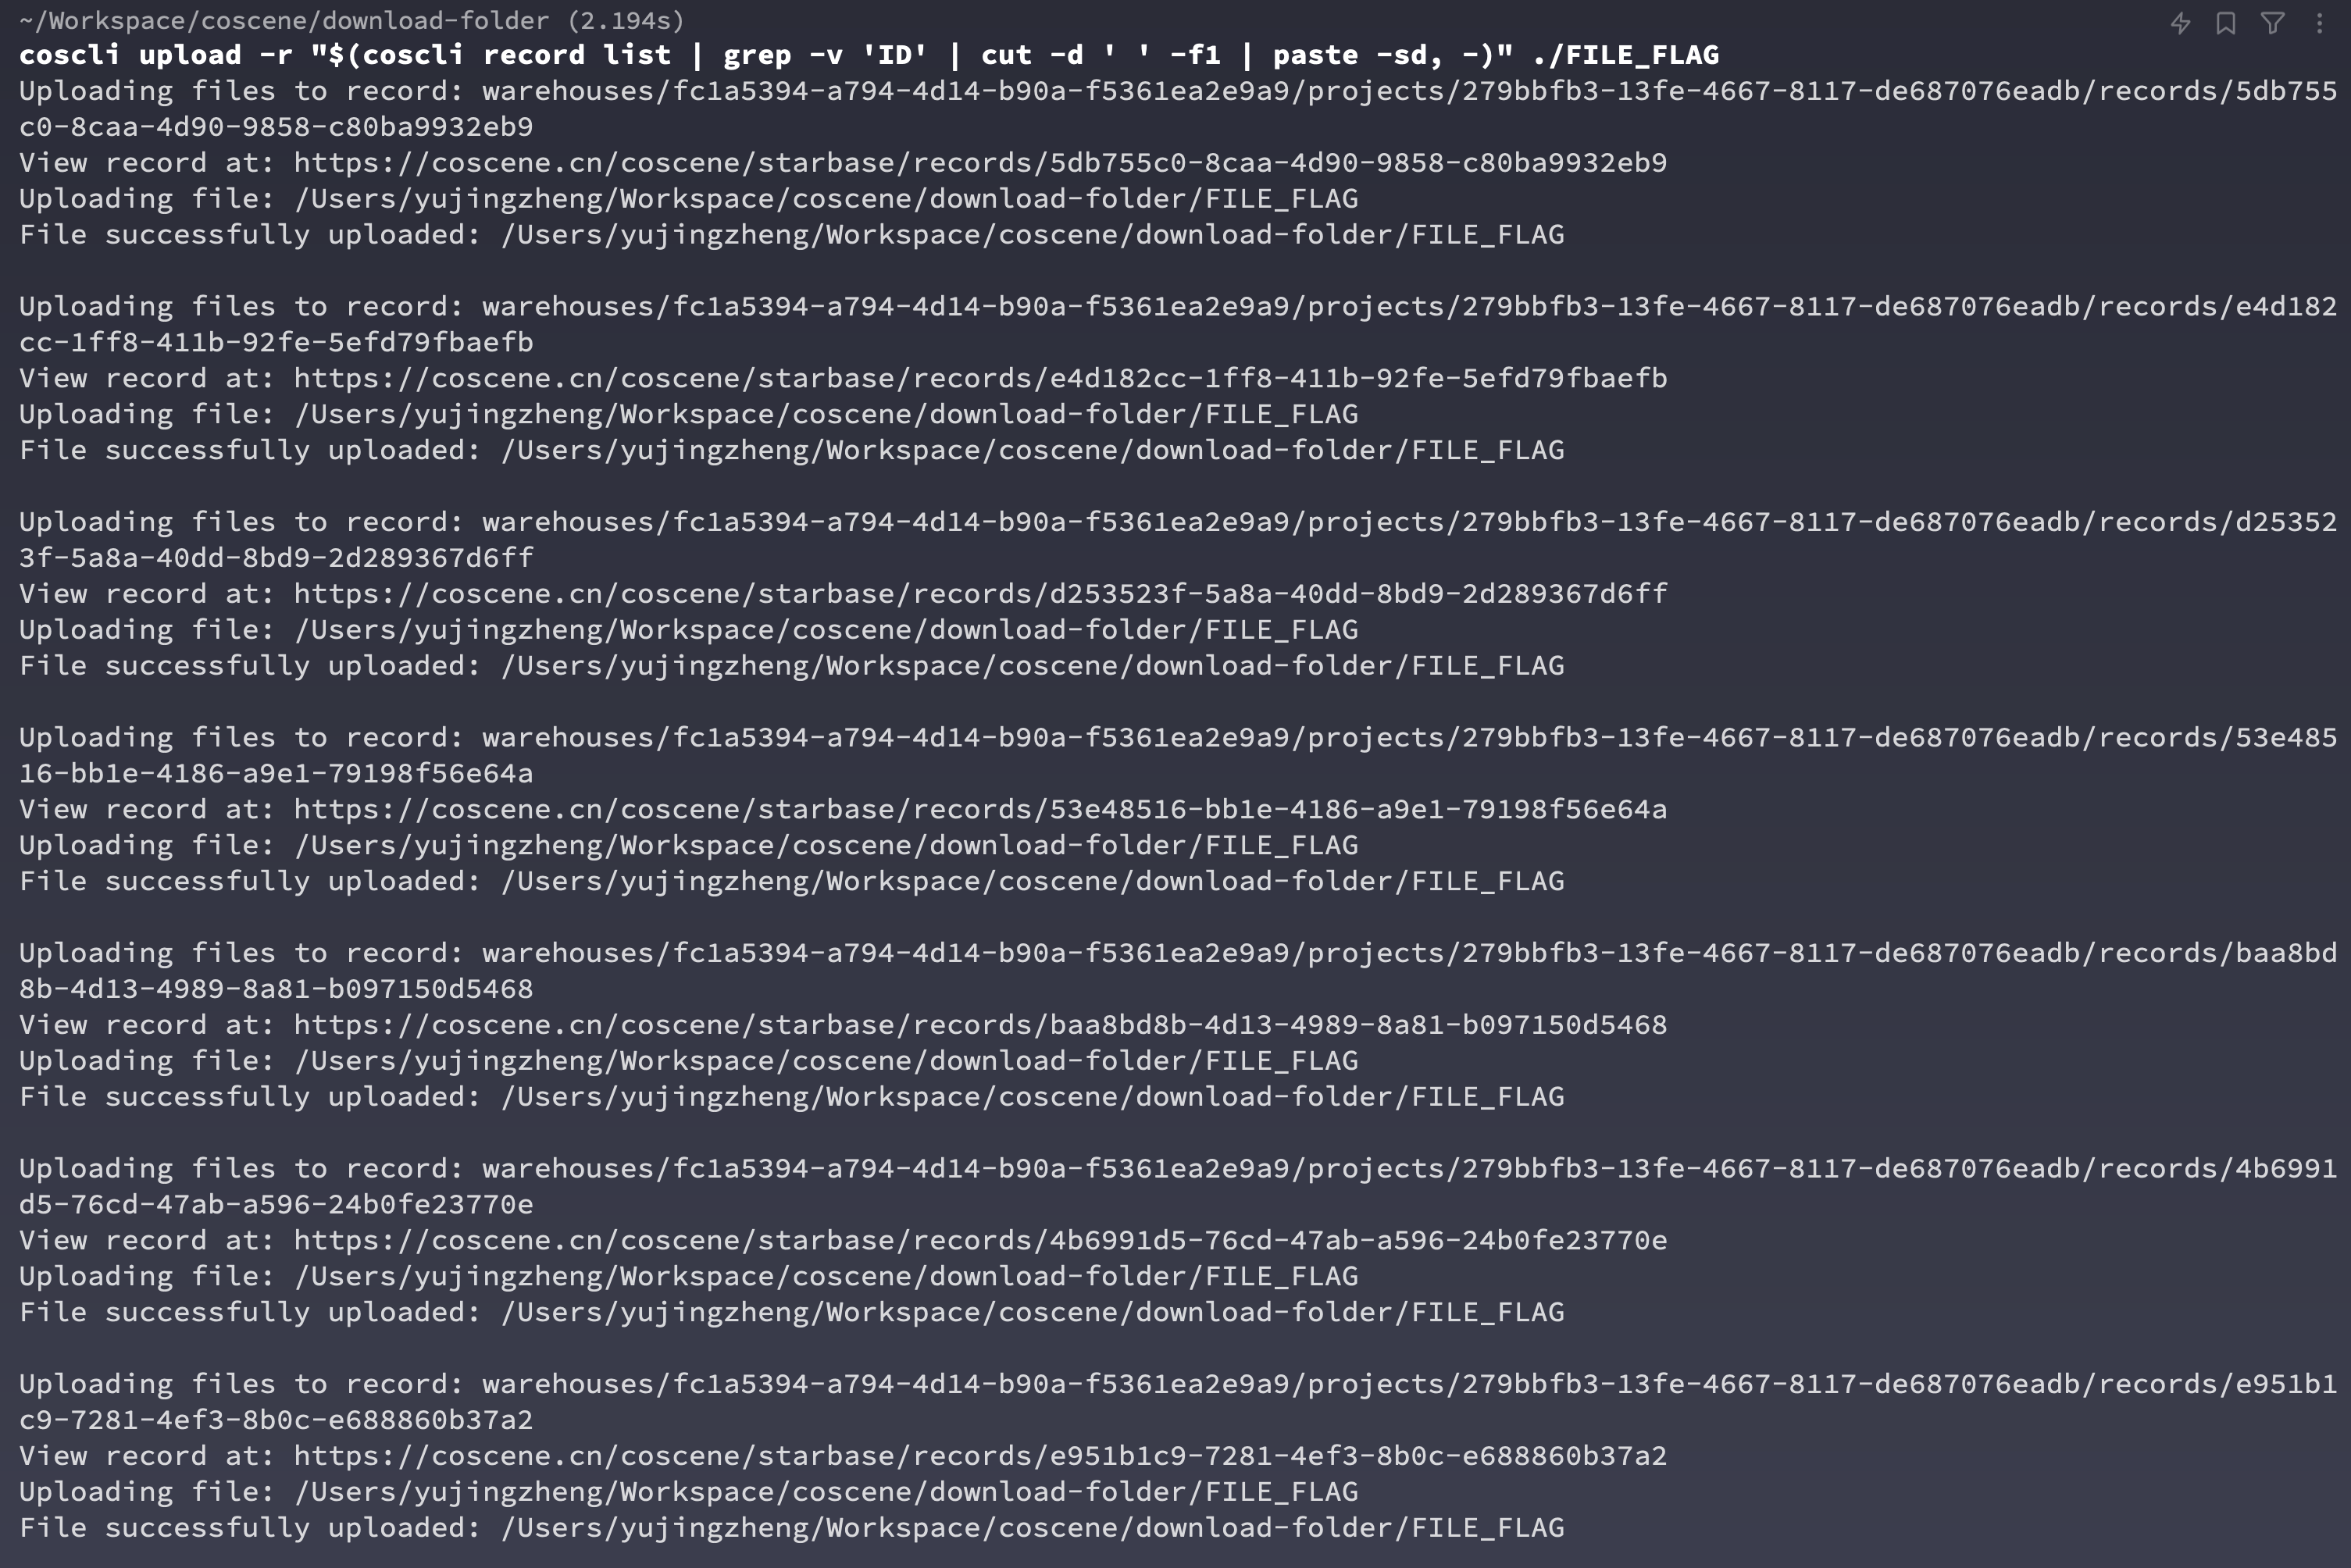 ~/Workspace/coscene/download-folder (2.194s)
coscli upload -r "$(coscli record list | grep -v 'ID' | cut -d ' ' -f1 | paste -sd, -)" ./FILE_FLAG
Uploading files to record: warehouses/fc1a5394-a794-4d14-b90a-f5361ea2e9a9/projects/279bbfb3-13fe-4667-8117-de687076eadb/records/5db755
c0-8caa-4d90-9858-c80ba9932eb9
View record at: https://coscene.cn/coscene/starbase/records/5db755c0-8caa-4d90-9858-c80ba9932eb9
Uploading file: /Users/yujingzheng/Workspace/coscene/download-folder/FILE_FLAG
File successfully uploaded: /Users/yujingzheng/Workspace/coscene/download-folder/FILE_FLAG

Uploading files to record: warehouses/fc1a5394-a794-4d14-b90a-f5361ea2e9a9/projects/279bbfb3-13fe-4667-8117-de687076eadb/records/e4d182
cc-1ff8-411b-92fe-5efd79fbaefb
View record at: https://coscene.cn/coscene/starbase/records/e4d182cc-1ff8-411b-92fe-5efd79fbaefb
Uploading file: /Users/yujingzheng/Workspace/coscene/download-folder/FILE_FLAG
File successfully uploaded: /Users/yujingzheng/Workspace/coscene/download-folder/FILE_FLAG

Uploading files to record: warehouses/fc1a5394-a794-4d14-b90a-f5361ea2e9a9/projects/279bbfb3-13fe-4667-8117-de687076eadb/records/d25352
3f-5a8a-40dd-8bd9-2d289367d6ff
View record at: https://coscene.cn/coscene/starbase/records/d253523f-5a8a-40dd-8bd9-2d289367d6ff
Uploading file: /Users/yujingzheng/Workspace/coscene/download-folder/FILE_FLAG
File successfully uploaded: /Users/yujingzheng/Workspace/coscene/download-folder/FILE_FLAG

Uploading files to record: warehouses/fc1a5394-a794-4d14-b90a-f5361ea2e9a9/projects/279bbfb3-13fe-4667-8117-de687076eadb/records/53e485
16-bb1e-4186-a9e1-79198f56e64a
View record at: https://coscene.cn/coscene/starbase/records/53e48516-bb1e-4186-a9e1-79198f56e64a
Uploading file: /Users/yujingzheng/Workspace/coscene/download-folder/FILE_FLAG
File successfully uploaded: /Users/yujingzheng/Workspace/coscene/download-folder/FILE_FLAG

Uploading files to record: warehouses/fc1a5394-a794-4d14-b90a-f5361ea2e9a9/projects/279bbfb3-13fe-4667-8117-de687076eadb/records/baa8bd
8b-4d13-4989-8a81-b097150d5468
View record at: https://coscene.cn/coscene/starbase/records/baa8bd8b-4d13-4989-8a81-b097150d5468
Uploading file: /Users/yujingzheng/Workspace/coscene/download-folder/FILE_FLAG
File successfully uploaded: /Users/yujingzheng/Workspace/coscene/download-folder/FILE_FLAG

Uploading files to record: warehouses/fc1a5394-a794-4d14-b90a-f5361ea2e9a9/projects/279bbfb3-13fe-4667-8117-de687076eadb/records/4b6991
d5-76cd-47ab-a596-24b0fe23770e
View record at: https://coscene.cn/coscene/starbase/records/4b6991d5-76cd-47ab-a596-24b0fe23770e
Uploading file: /Users/yujingzheng/Workspace/coscene/download-folder/FILE_FLAG
File successfully uploaded: /Users/yujingzheng/Workspace/coscene/download-folder/FILE_FLAG

Uploading files to record: warehouses/fc1a5394-a794-4d14-b90a-f5361ea2e9a9/projects/279bbfb3-13fe-4667-8117-de687076eadb/records/e951b1
c9-7281-4ef3-8b0c-e688860b37a2
View record at: https://coscene.cn/coscene/starbase/records/e951b1c9-7281-4ef3-8b0c-e688860b37a2
Uploading file: /Users/yujingzheng/Workspace/coscene/download-folder/FILE_FLAG
File successfully uploaded: /Users/yujingzheng/Workspace/coscene/download-folder/FILE_FLAG